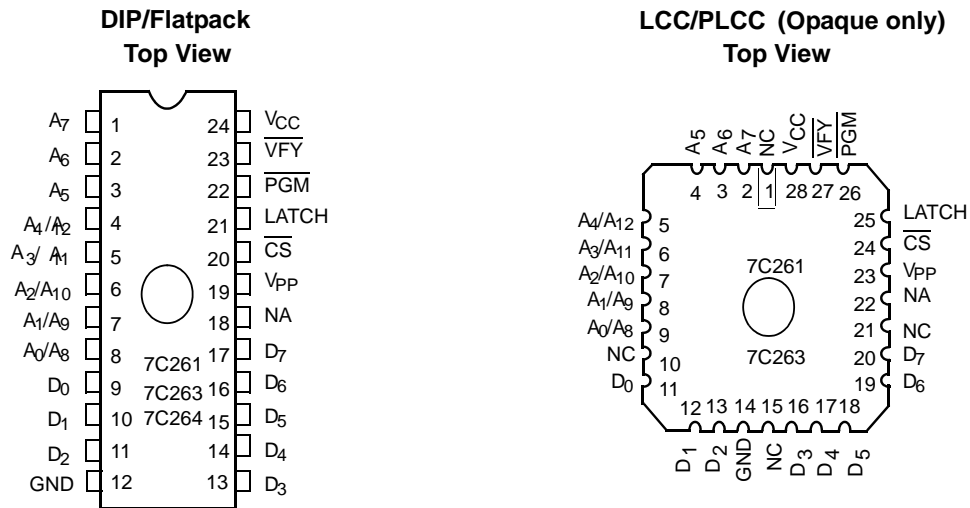 DIP/Flatpack
Top View
A7 1 24 VCC
A6 2 23 VFY
A5 3 22 PGM
A4/A12 4 21 LATCH
A3/ A11 5 20 CS
A2/A10 6 19 VPP
A1/A9 7 18 NA
A0/A8 8 17 D7
7C261
D0 9 16 D6
7C263
D1 10 15 D5
7C264
D2 11 14 D4
GND 12 13 D3
LCC/PLCC (Opaque only)
Top View
A5 A6 A7 NC VCC VFY PGM
4 3 2 1 28 27 26
A4/A12 5 25 LATCH
A3/A11 6 24 CS
A2/A10 7 23 VPP
A1/A9 8 22 NA
A0/A8 9 21 NC
NC 10 20 D7
D0 11 19 D6
7C261
7C263
12 13 14 15 16 17 18
D1 D2 GND NC D3 D4 D5